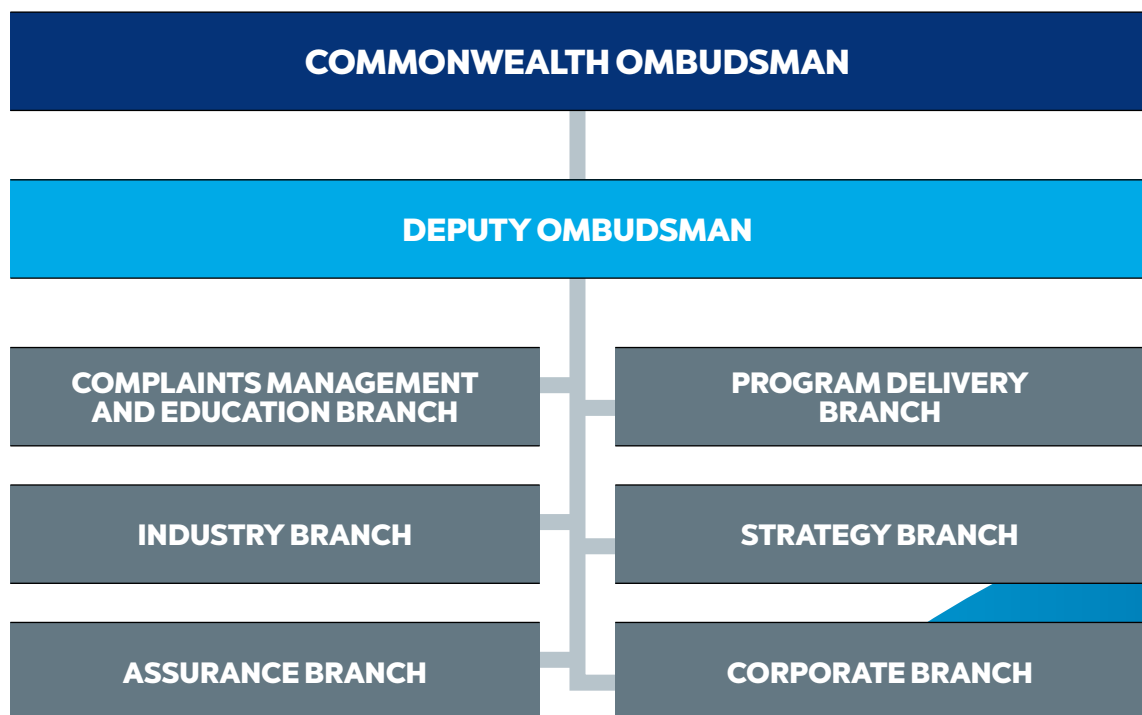 COMMONWEALTH OMBUDSMAN
DEPUTY OMBUDSMAN
COMPLAINTS MANAGEMENT
AND EDUCATION BRANCH
PROGRAM DELIVERY
BRANCH
INDUSTRY BRANCH
STRATEGY BRANCH
ASSURANCE BRANCH
CORPORATE BRANCH